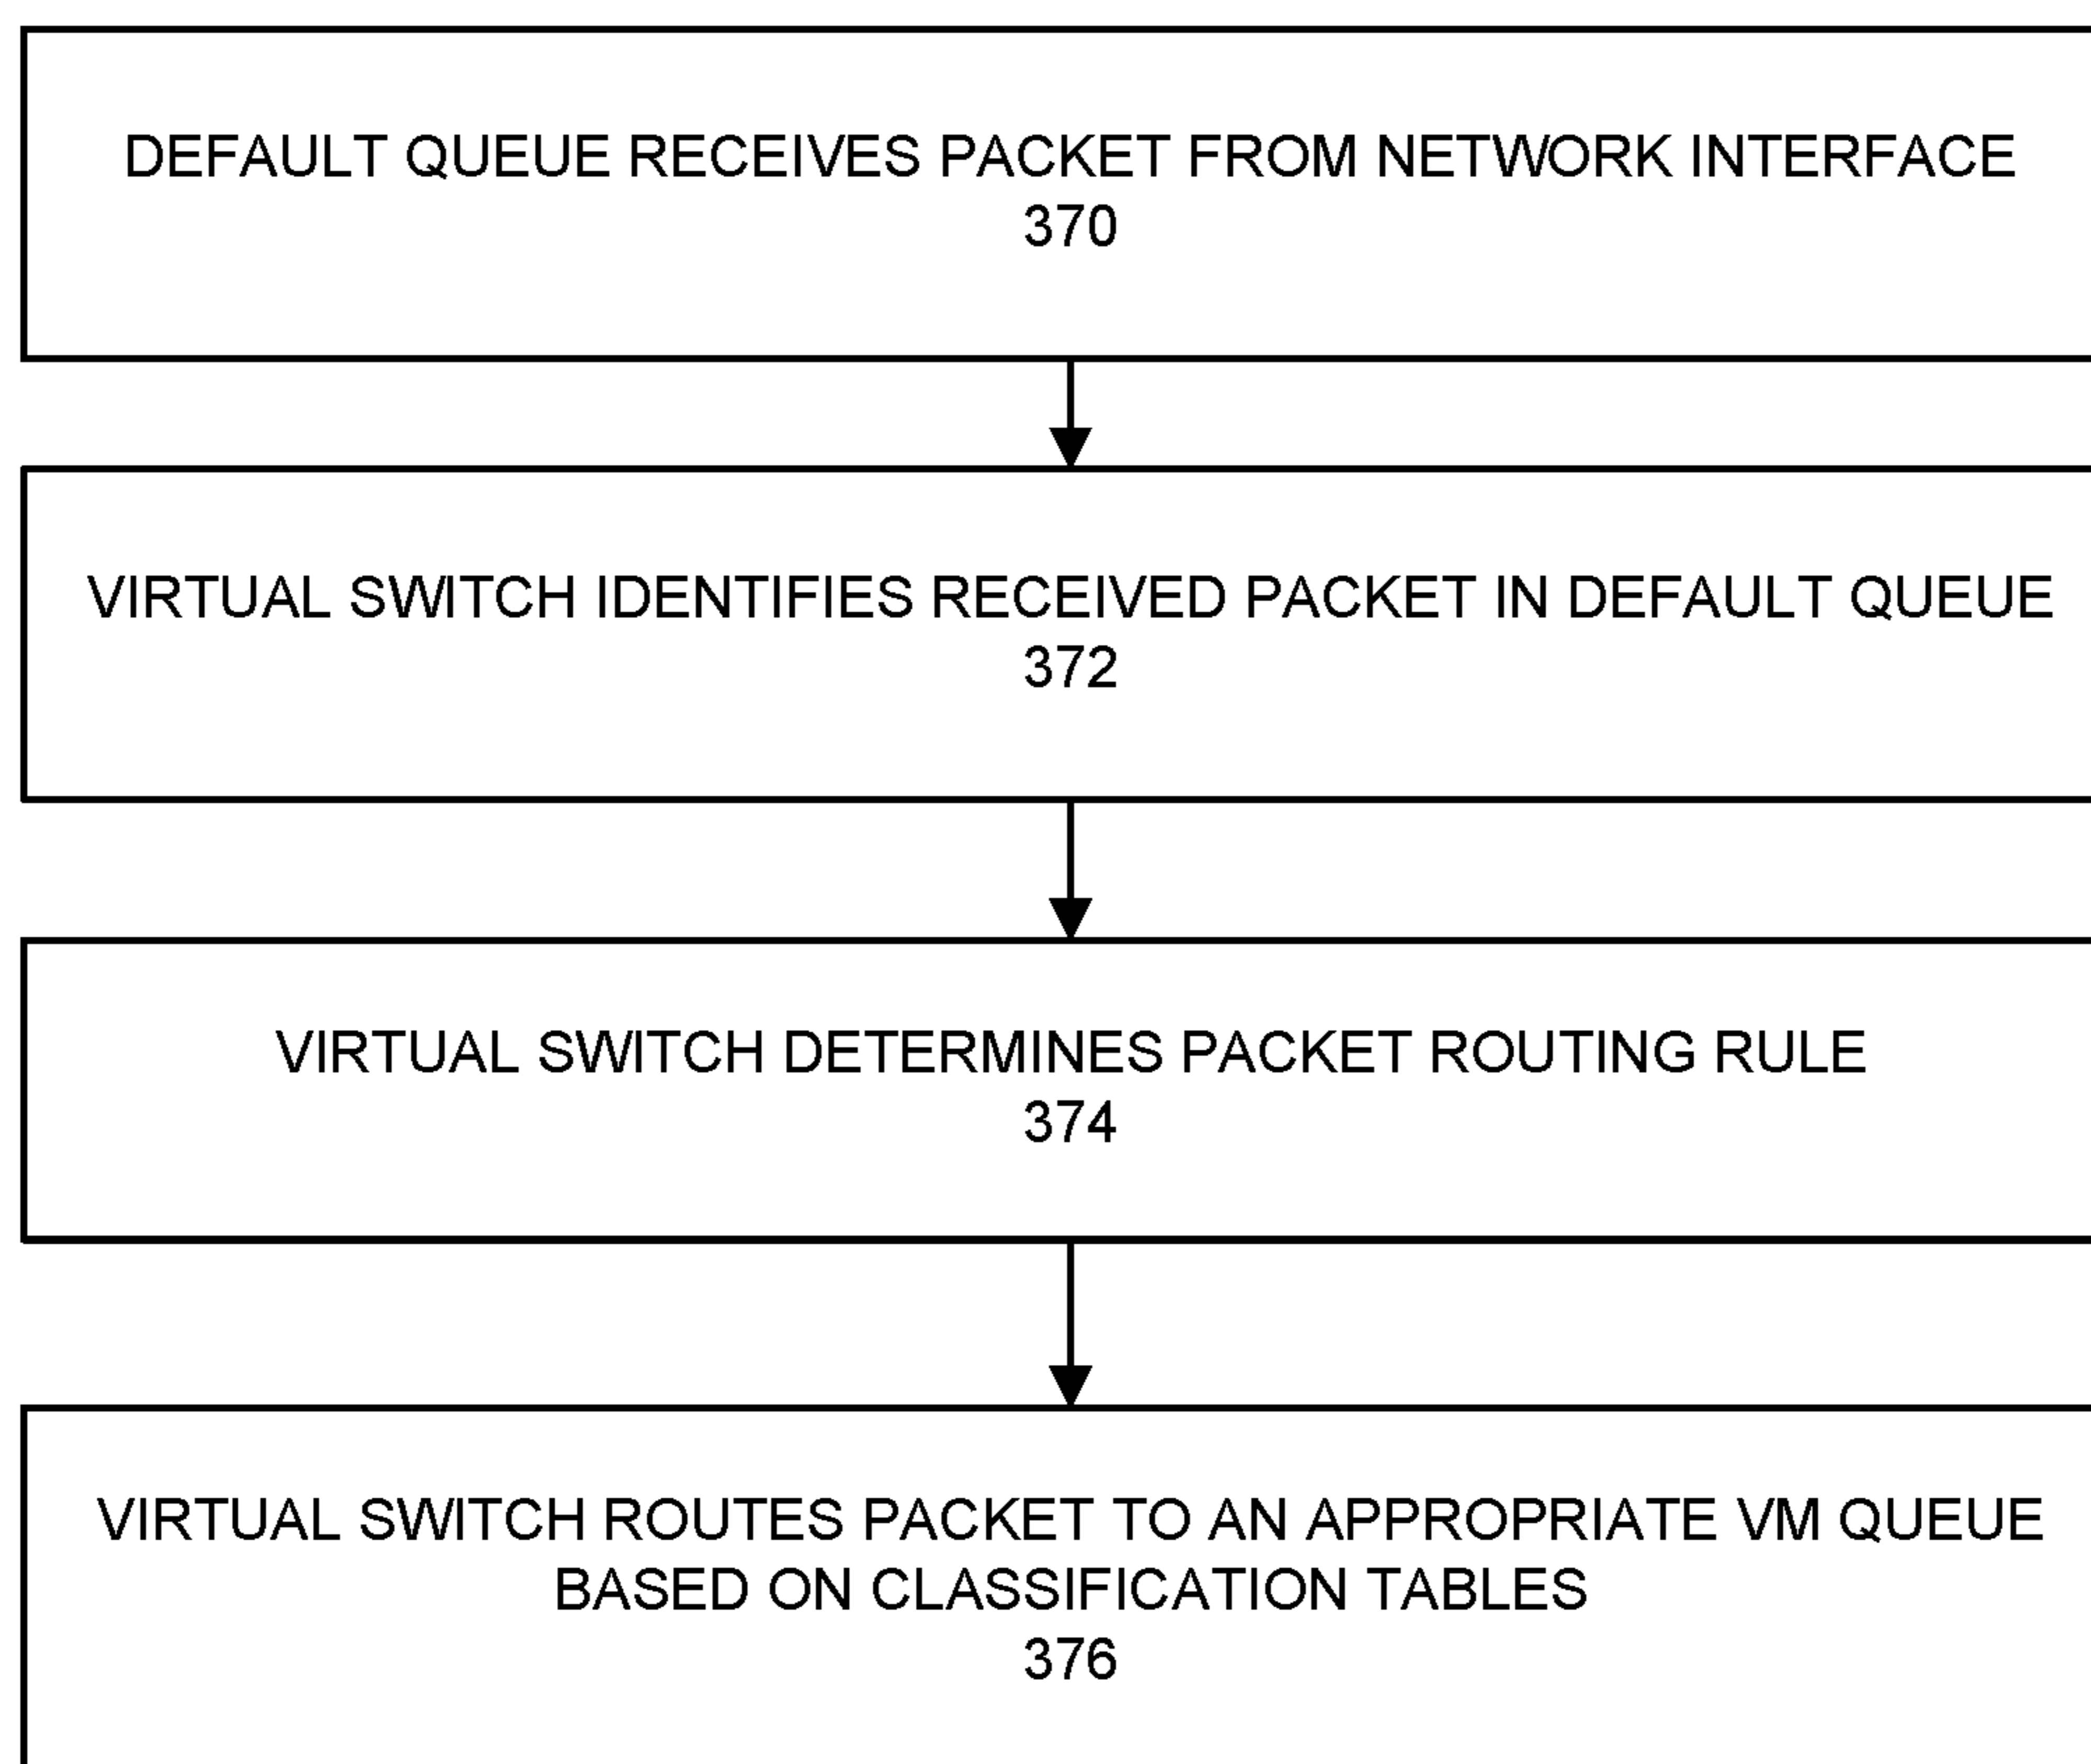 DEFAULT QUEUE RECEIVES PACKET FROM NETWORK INTERFACE
370
VIRTUAL SWITCH IDENTIFIES RECEIVED PACKET IN DEFAULT QUEUE
372
VIRTUAL SWITCH DETERMINES PACKET ROUTING RULE
374
VIRTUAL SWITCH ROUTES PACKET TO AN APPROPRIATE VM QUEUE
BASED ON CLASSIFICATION TABLES
376